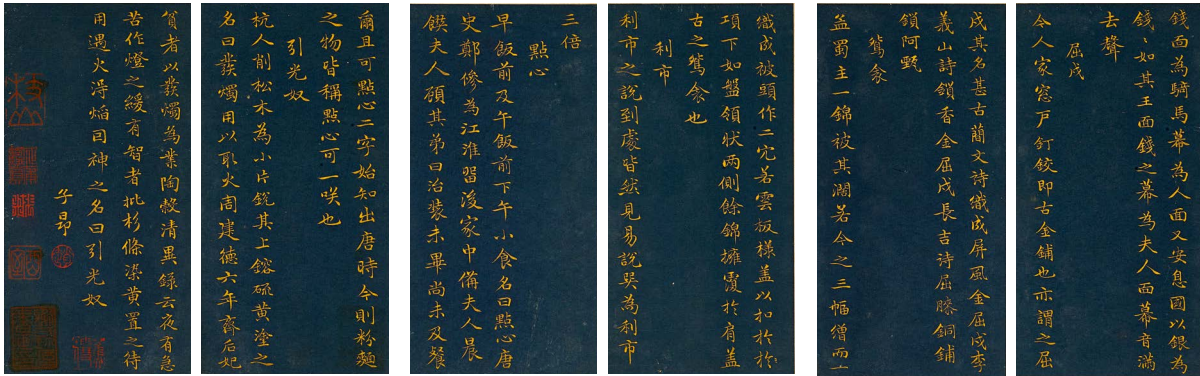 錢面為騎馬幕為人面又安息國以銀為
錢〻如其王面錢之幕為夫人面幕音滿
去聲
屈戌
今人家窓戸釘鉸即古金鋪也亦謂之屈
戌其名甚古蕳文詩織成屏風金屈戌李
義山詩鎖香金屈戌長吉詩屈膝銅鋪
鎖阿甄
鴛衾
孟蜀主一錦被其濶若今之三幅繒而一
織成被頭作二穴若雲板樣盖以扣於於
項下如盤領狀兩側餘錦擁覆於肩盖
古之鴛衾也
利市
利市之說到處皆然見易說巽為利市
三倍
點心
早飯前及午飯前下午小食名曰點心唐
史鄭傪為江淮留後家中備夫人晨
饌夫人顧其弟曰治裝未畢尚未及餐
爾且可點心二字始知出唐時今則粉麵
之物皆稱點心可一咲也
引光奴
杭人削松木為小片銳其上鎔硫黄塗之
名曰發燭用以取火周建德六年齊后妃
貧者以發燭為業陶穀清異錄云夜有急
苦作燈之緩有智者批杉條染黄置之待
用遇火得焰司神之名曰引光奴
子昂